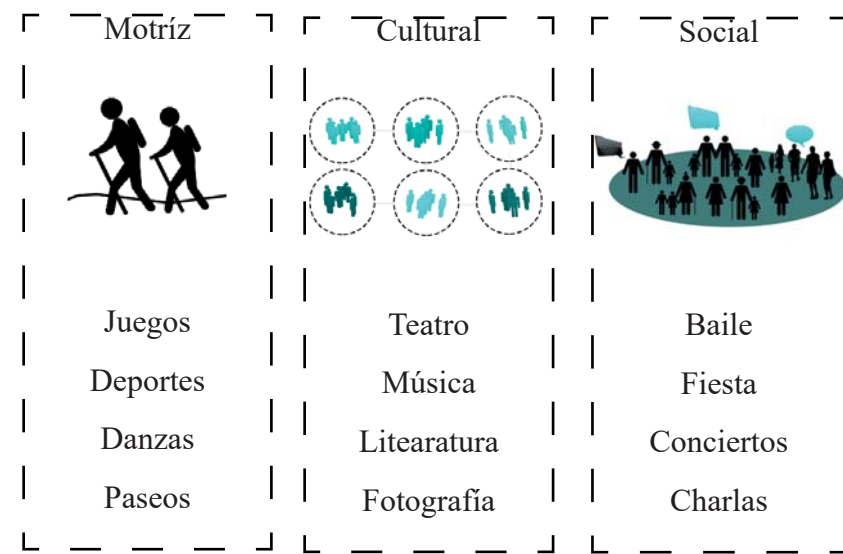 Motríz
Juegos
Deportes
Danzas
Paseos
Cultural
Teatro
Música
Litearatura
Fotografía
Social
Baile
Fiesta
Conciertos
Charlas